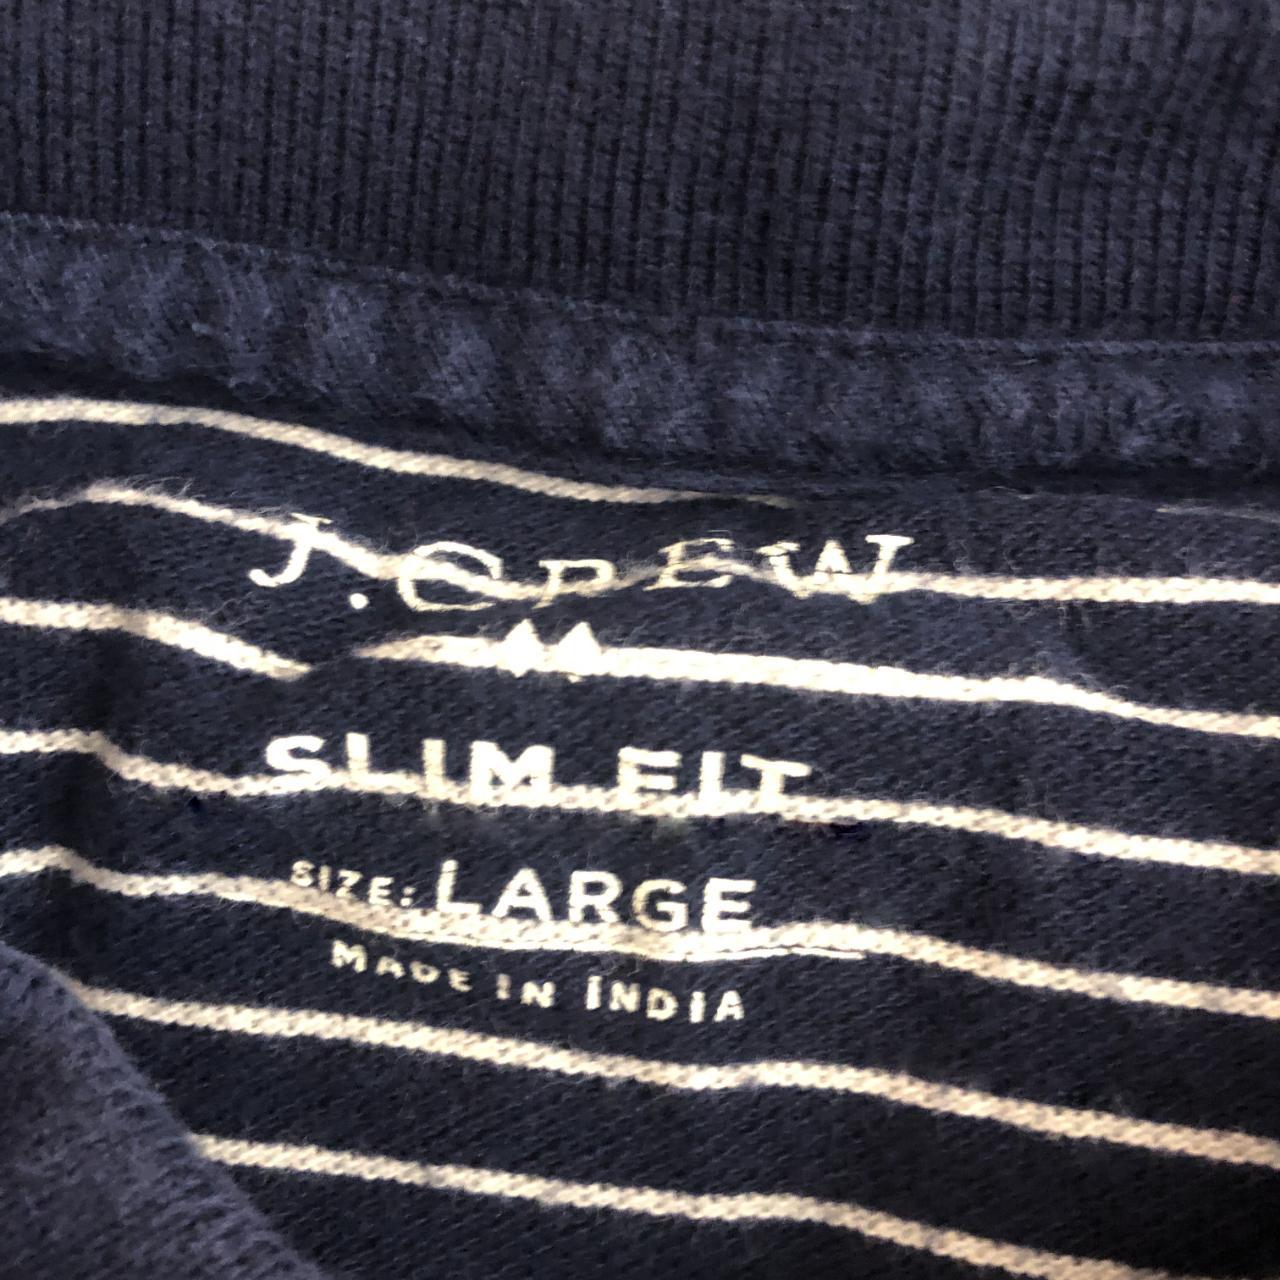 J.CREW
SLIM FIT
SIZE: LARGE
MADE IN INDIA